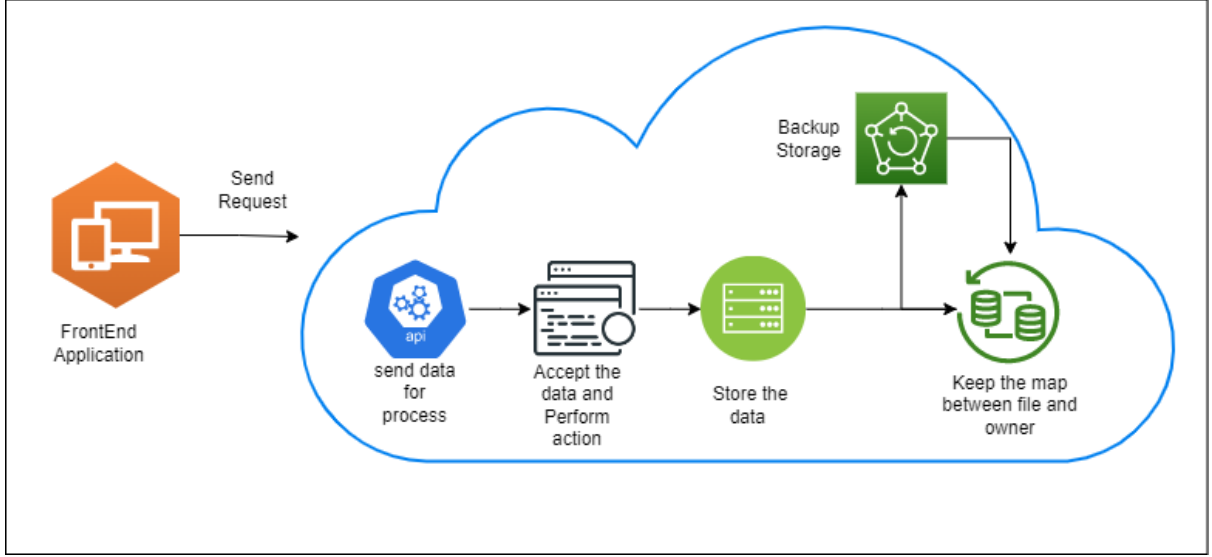 Send
Request
FrontEnd
Application
api
send data
for
process
Accept the
data and
Perform
action
Store the
data
Backup
Storage
Keep the map
between file and
owner